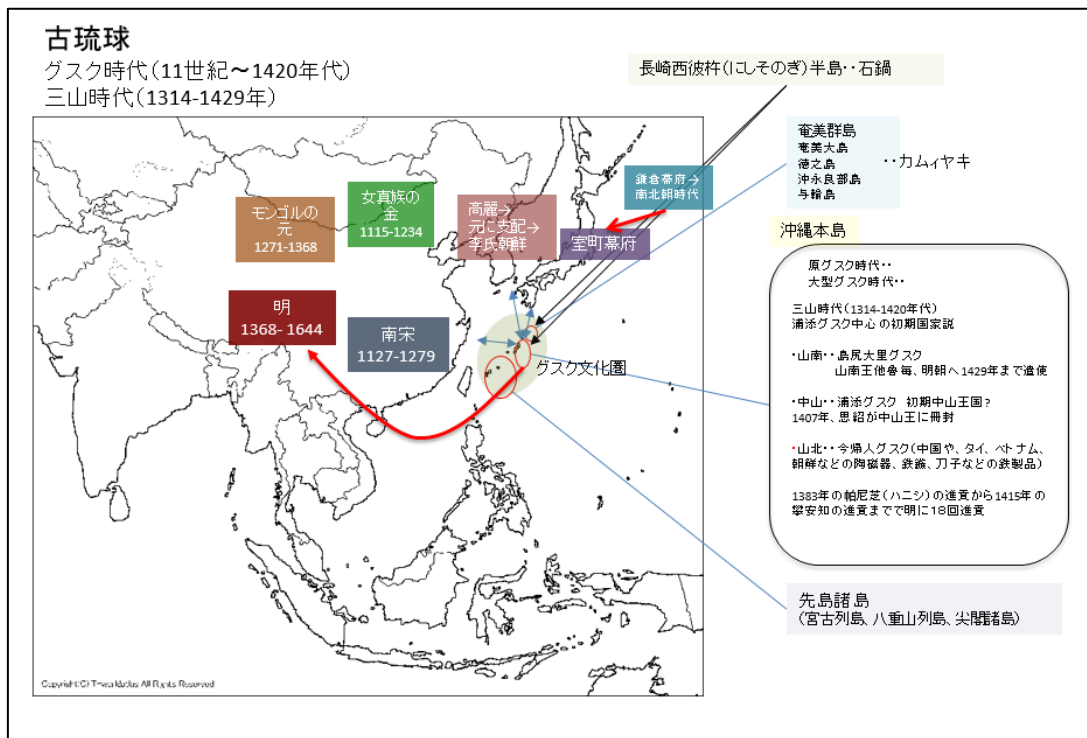 古琉球
グスク時代(11世紀～1420年代)
三山時代(1314-1429年)
長崎西彼杵(にしそのぎ)半島・・石鍋
奄美群島
奄美大島
徳之島
沖永良部島
与論島
・・カムィヤキ
鎌倉幕府→
南北朝時代
室町幕府
高麗→
元に支配→
李氏朝鮮
女真族の
金
1115-1234
モンゴルの
元
1271-1368
明
1368- 1644
南宋
1127-1279
グスク文化圏
沖縄本島
原グスク時代・・
大型グスク時代・・
三山時代(1314-1420年代)
浦添グスク中心の初期国家説
・山南・・島尻大里グスク
山南王他魯毎、明朝へ1429年まで遣使
・中山・・浦添グスク 初期中山王国?
1407年、思紹が中山王に冊封
・山北・・今帰仁グスク(中国や、タイ、ベトナム、
朝鮮などの陶磁器、鉄鏃、刀子などの鉄製品)
1383年の帕尼芝(ハニシ)の進貢から1415年の
攀安知の進貢までで明に18回進貢
先島諸島
(宮古列島、八重山列島、尖閣諸島)
All Rights Reserved